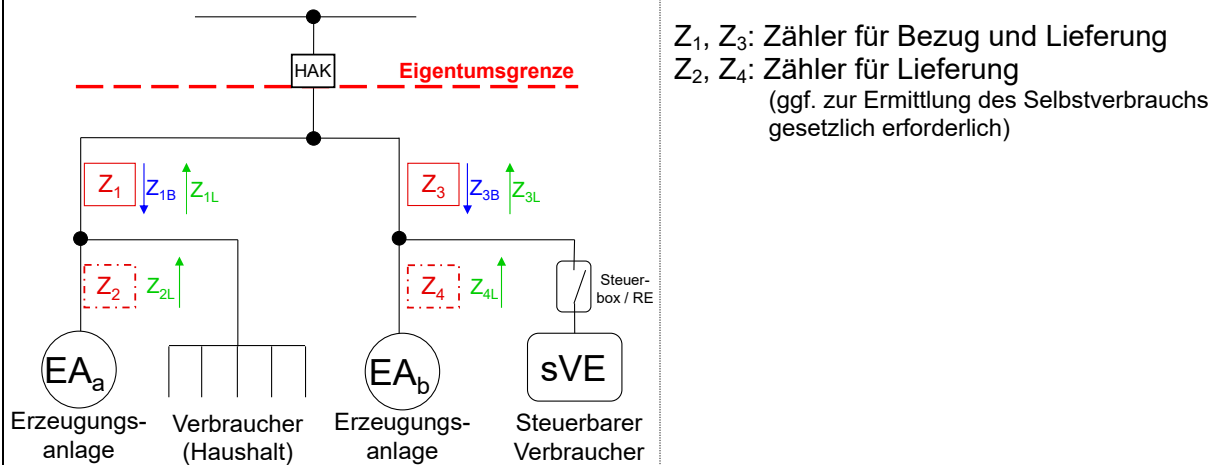 HAK
Eigentumsgrenze
Z1
Z1B
Z1L
Z3
Z3B
Z3L
Z2
Z2L
Z4
Z4L
Steuer-
box / RE
EAa
EAb
sVE
Erzeugungs-
anlage
Verbraucher
(Haushalt)
Erzeugungs-
anlage
Steuerbarer
Verbraucher
Z1, Z3: Zähler für Bezug und Lieferung
Z2, Z4: Zähler für Lieferung
(ggf. zur Ermittlung des Selbstverbrauchs
gesetzlich erforderlich)